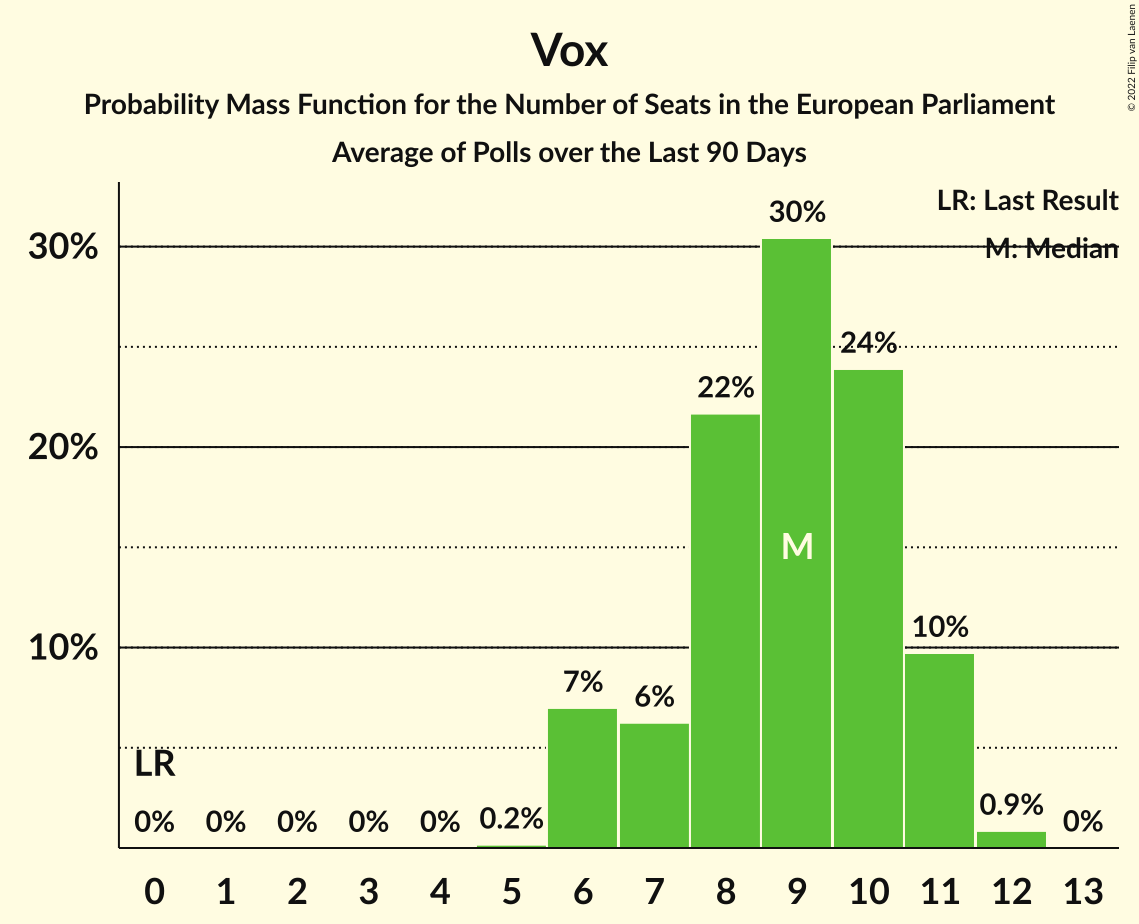 Vox
Probability Mass Function for the Number of Seats in the European Parliament
Average of Polls over the Last 90 Days
© 2022 Filip van Laenen
LR: Last Result
M: Median
30%
20%
10%
LR
0%
0%
0%
0%
0%
0.2%
7%
6%
22%
30%
24%
10%
0.9%
0%
M
0 1 2 3 4 5 6 7 8 9 10 11 12 13